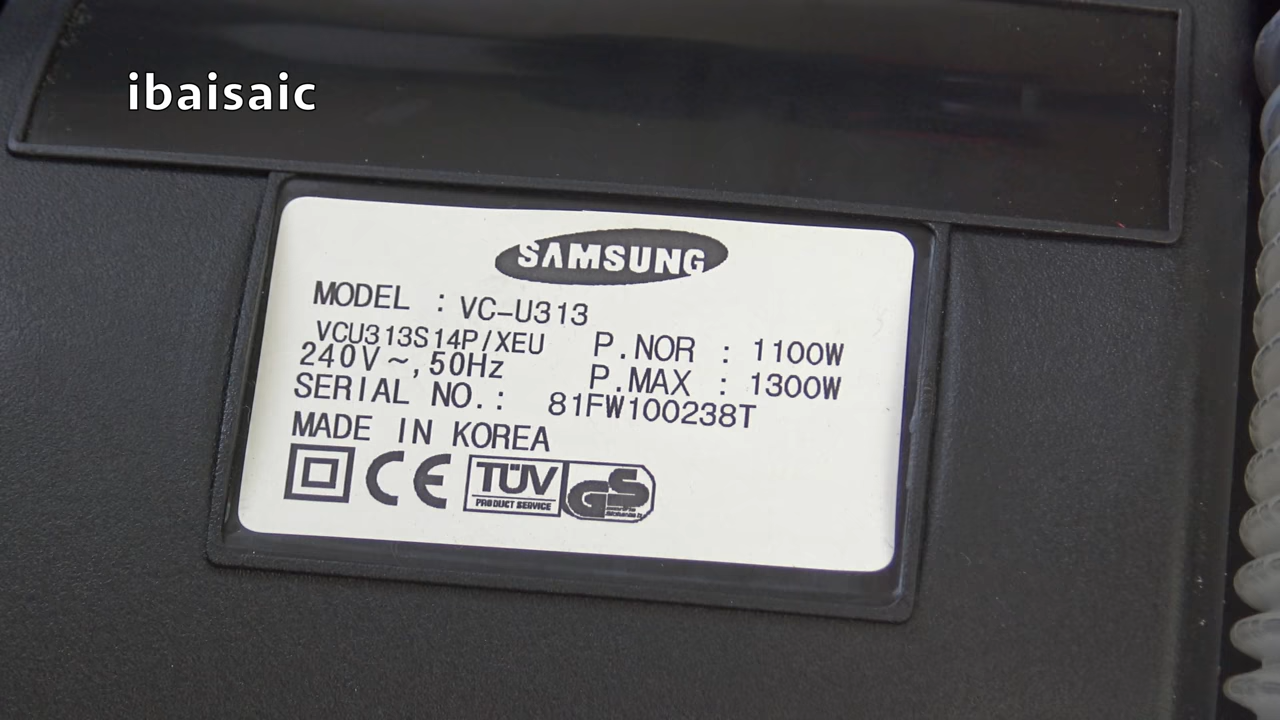 ibaisaic
SAMSUNG
MODEL : VC-U313
VCU313S14P/XEU P.NOR : 1100W
240V~,50Hz P.MAX : 1300W
SERIAL NO.: 81FW100238T
MADE IN KOREA
CE TÜV GS
PRODUCT SERVICE